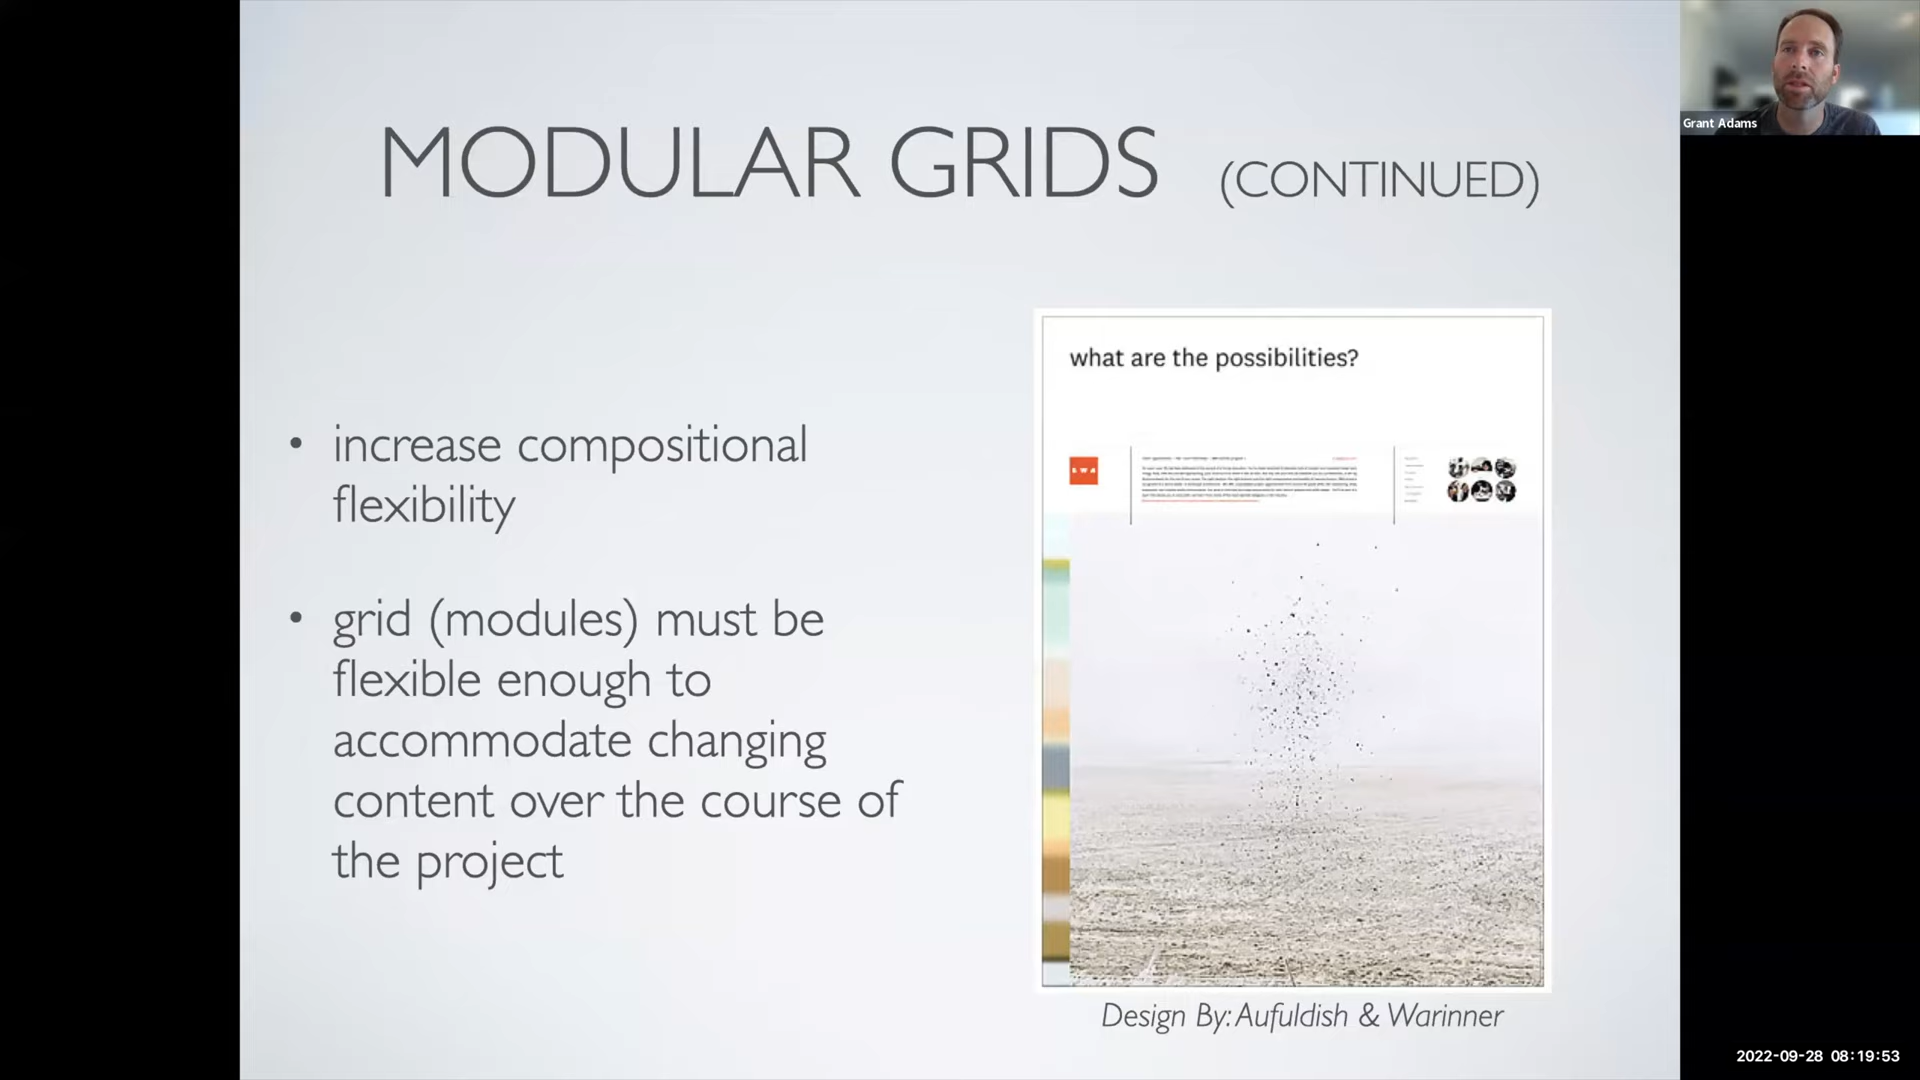 MODULAR GRIDS (CONTINUED)
• increase compositional
flexibility
• grid (modules) must be
flexible enough to
accommodate changing
content over the course of
the project
what are the possibilities?
SWA
Design By: Aufuldish & Warinner
Grant Adams
2022-09-28 08:19:53